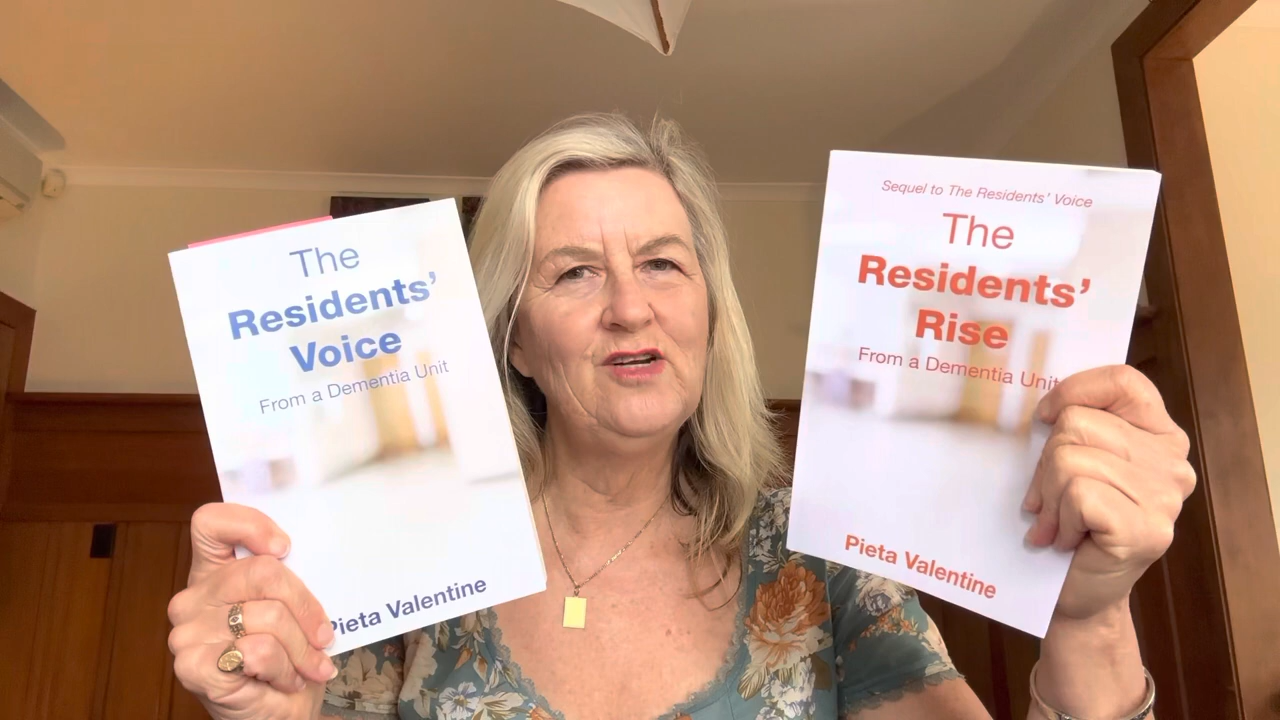 The
Residents’
Voice
From a Dementia Unit
Pieta Valentine
Sequel to The Residents’ Voice
The
Residents’
Rise
From a Dementia Unit
Pieta Valentine